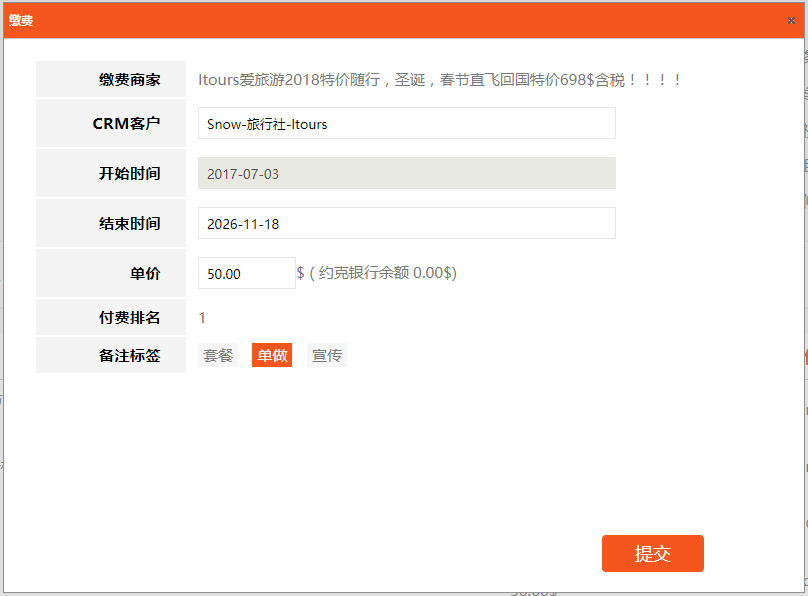 缴费
缴费商家 Itours爱旅游2018特价随行，圣诞，春节直飞回国特价698$含税！！！！
CRM客户 Snow-旅行社-Itours
开始时间 2017-07-03
结束时间 2026-11-18
单价 50.00 $ ( 约克银行余额 0.00$)
付费排名 1
备注标签 套餐 单做 宣传
提交